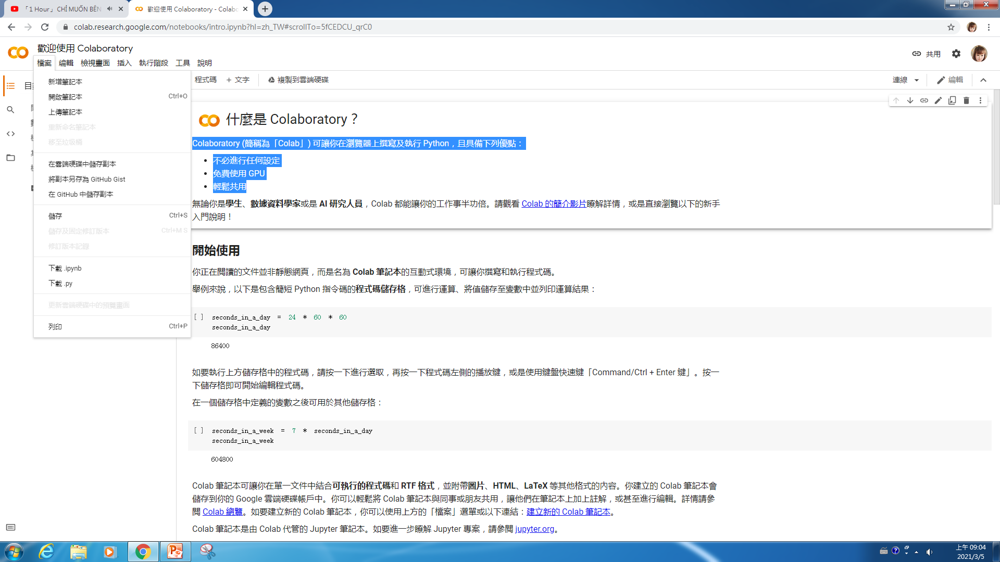 「1 Hour」 CHỈ MUỐN BÊN
歡迎使用 Colaboratory - Colabo
colab.research.google.com/notebooks/intro.ipynb?hl=zh_TW#scrollTo=5fCEDCU_qrC0
歡迎使用 Colaboratory
檔案 編輯 檢視畫面 插入 執行階段 工具 說明
共用
程式碼 + 文字 複製到雲端硬碟
連線 編輯
新增筆記本
開啟筆記本 Ctrl+O
上傳筆記本
重新命名筆記本
移至垃圾桶
在雲端硬碟中儲存副本
將副本另存為 GitHub Gist
在 GitHub 中儲存副本
儲存 Ctrl+S
儲存及固定修訂版本 Ctrl+M S
修訂版本記錄
下載 .ipynb
下載 .py
更新雲端硬碟中的預覽畫面
列印 Ctrl+P
什麼是 Colaboratory？
Colaboratory (簡稱為「Colab」) 可讓你在瀏覽器上撰寫及執行 Python，且具備下列優點：
• 不必進行任何設定
• 免費使用 GPU
• 輕鬆共用
無論你是學生、數據資料學家或是 AI 研究人員，Colab 都能讓你的工作事半功倍。請觀看 Colab 的簡介影片瞭解詳情，或是直接瀏覽以下的新手
入門說明！
開始使用
你正在閱讀的文件並非靜態網頁，而是名為 Colab 筆記本的互動式環境，可讓你撰寫和執行程式碼。
舉例來說，以下是包含簡短 Python 指令碼的程式碼儲存格，可進行運算、將值儲存至變數中並列印運算結果：
[ ] seconds_in_a_day = 24 * 60 * 60
seconds_in_a_day
86400
如要執行上方儲存格中的程式碼，請按一下進行選取，再按一下程式碼左側的播放鍵，或是使用鍵盤快速鍵「Command/Ctrl + Enter 鍵」。按一
下儲存格即可開始編輯程式碼。
在一個儲存格中定義的變數之後可用於其他儲存格：
[ ] seconds_in_a_week = 7 * seconds_in_a_day
seconds_in_a_week
604800
Colab 筆記本可讓你在單一文件中結合可執行的程式碼和 RTF 格式，並附帶圖片、HTML、LaTeX 等其他格式的內容。你建立的 Colab 筆記本會
儲存到你的 Google 雲端硬碟帳戶中。你可以輕鬆將 Colab 筆記本與同事或朋友共用，讓他們在筆記本上加上註解，或甚至進行編輯。詳情請參
閱 Colab 總覽。如要建立新的 Colab 筆記本，你可以使用上方的「檔案」選單或以下連結：建立新的 Colab 筆記本。
Colab 筆記本是由 Colab 代管的 Jupyter 筆記本。如要進一步瞭解 Jupyter 專案，請參閱 jupyter.org。
上午 09:04
2021/3/5